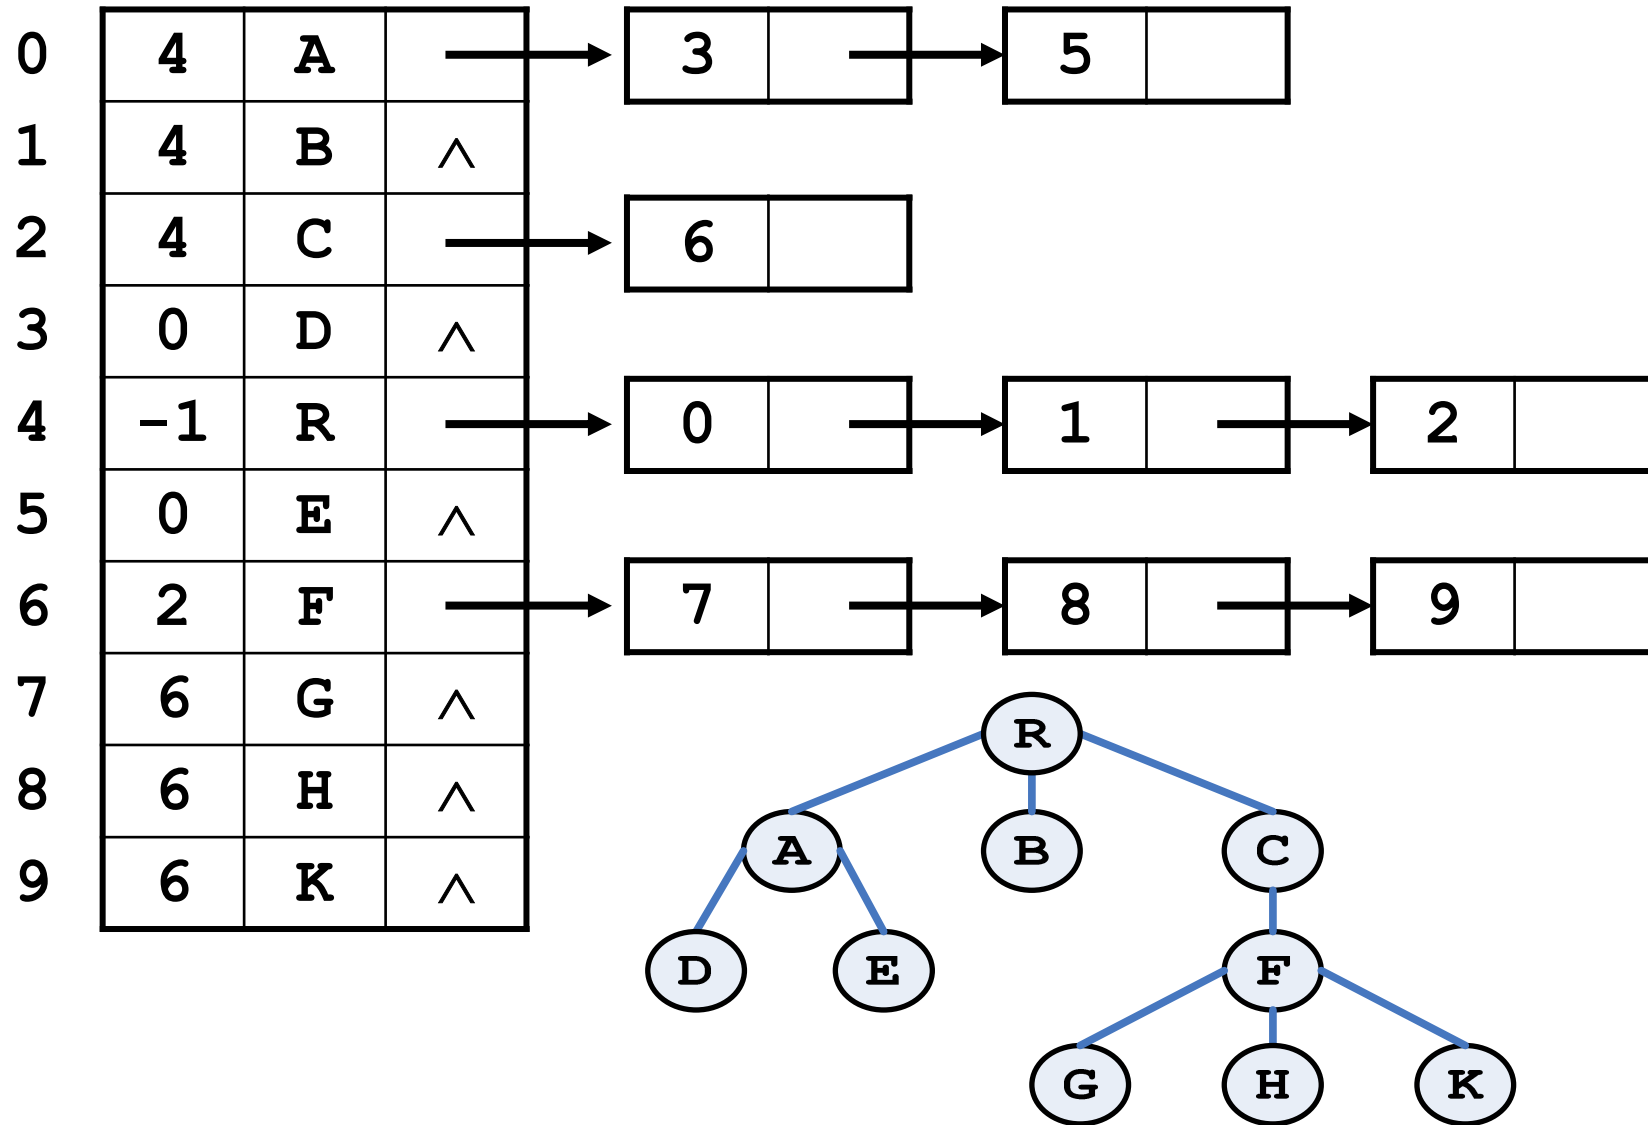 0 4 A 3 5
1 4 B ∧
2 4 C 6
3 0 D ∧
4 -1 R 0 1 2
5 0 E ∧
6 2 F 7 8 9
7 6 G ∧
8 6 H ∧
9 6 K ∧
R
A B C
D E F
G H K